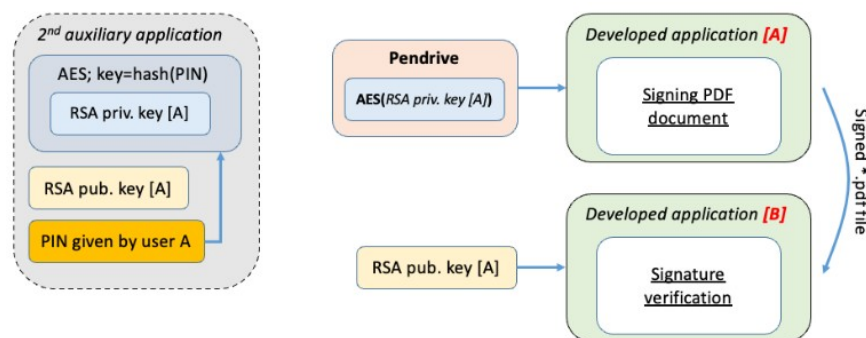 2nd auxiliary application
AES; key=hash(PIN)
RSA priv. key [A]
RSA pub. key [A]
PIN given by user A
Pendrive
AES(RSA priv. key [A])
Developed application [A]
Signing PDF
document
Signed *.pdf file
RSA pub. key [A]
Developed application [B]
Signature
verification